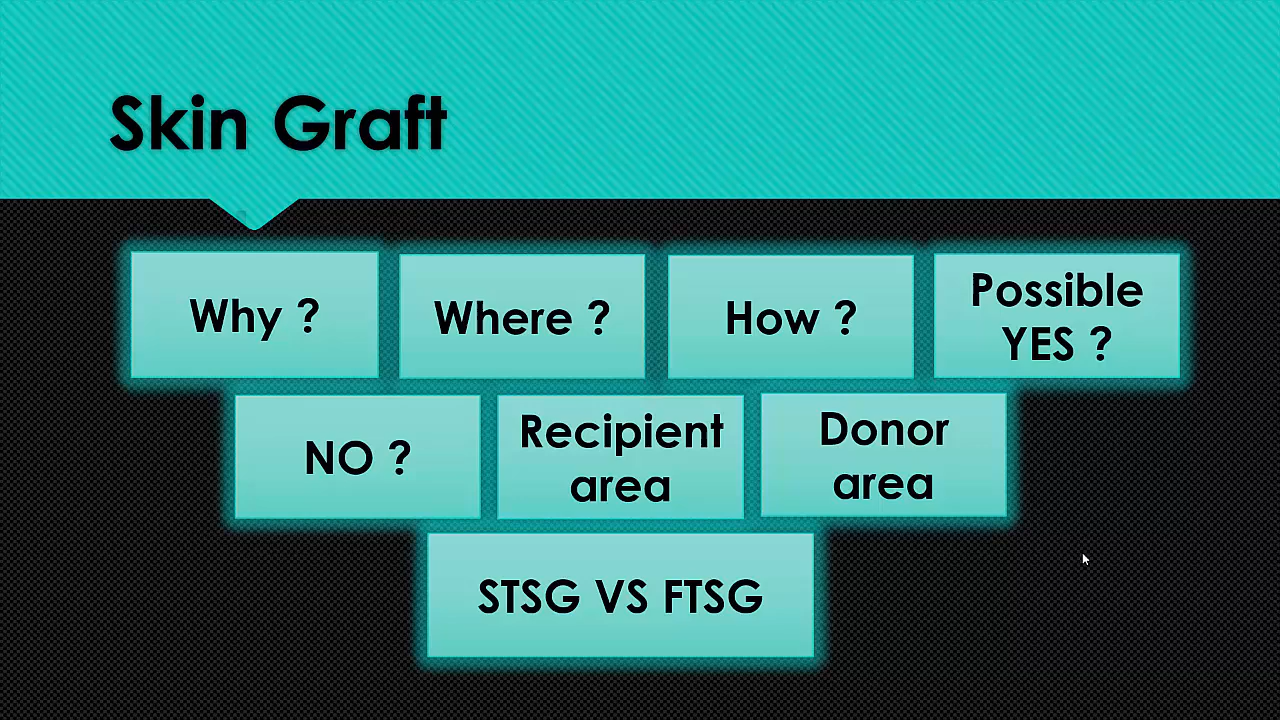 Skin Graft
Why ?
Where ?
How ?
Possible
YES ?
NO ?
Recipient
area
Donor
area
STSG VS FTSG